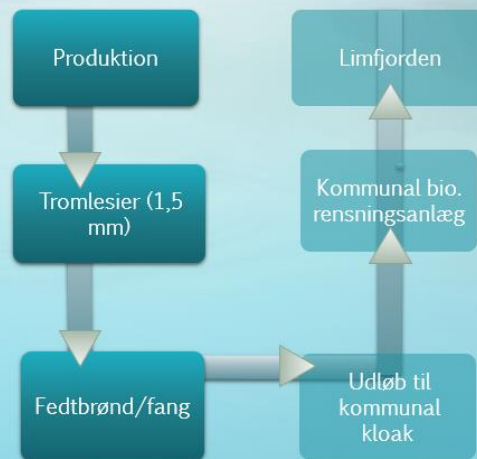 Produktion
Tromlesier (1,5
mm)
Fedtbrønd/fang
Udløb til
kommunal
kloak
Kommunal bio.
rensningsanlæg
Limfjorden